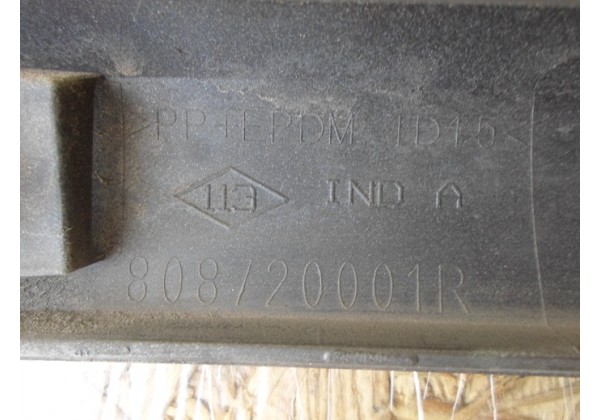 >PP+EPDM TD15<
113 IND A
808720001R